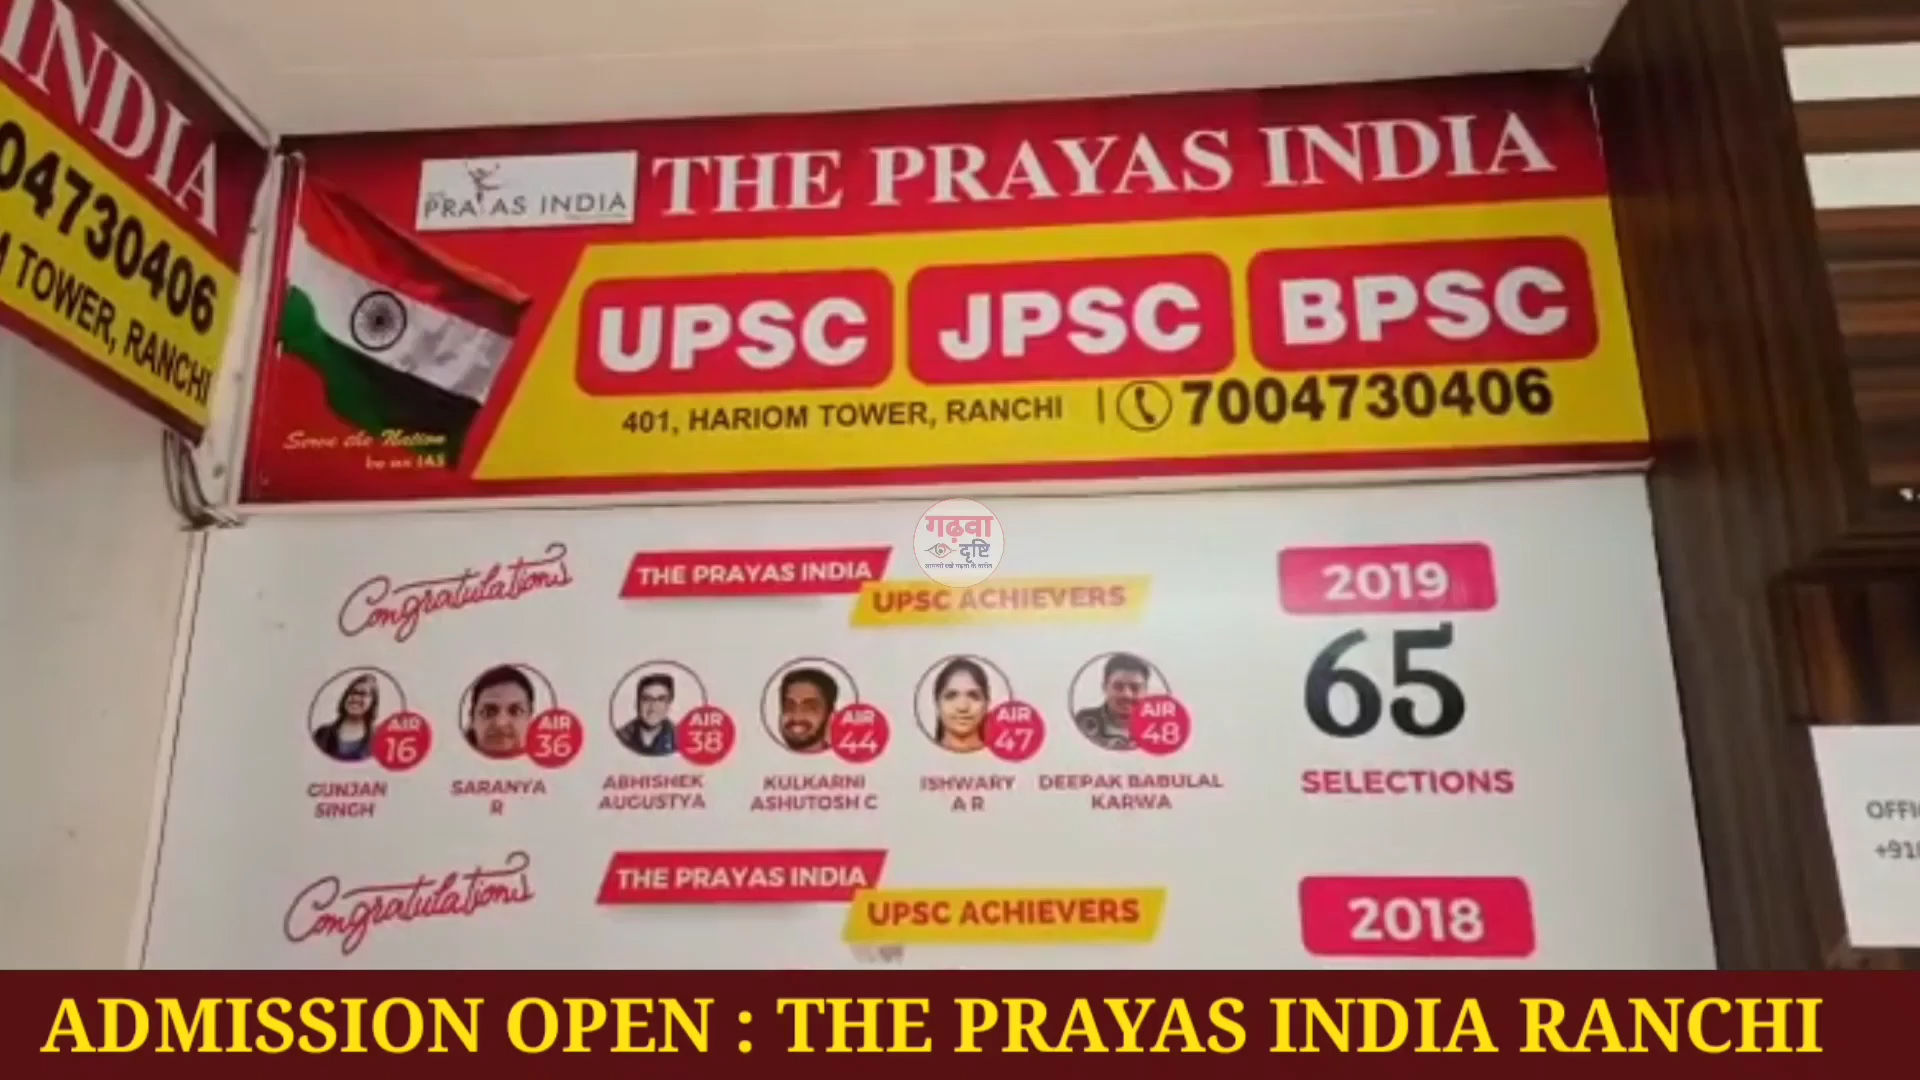 INDIA
04730406
TOWER, RANCHI
PRAYAS INDIA
THE PRAYAS INDIA
UPSC JPSC BPSC
401, HARIOM TOWER, RANCHI | 7004730406
Serve the Nation
be an IAS
गढ़वा
दृष्टि
Congratulations
THE PRAYAS INDIA
UPSC ACHIEVERS
2019
65
SELECTIONS
AIR 16
AIR 36
AIR 38
AIR 44
AIR 47
AIR 48
GUNJAN
SINGH
SARANYA
R
ABHISHEK
AUGUSTYA
KULKARNI
ASHUTOSH C
ISHWARY
A R
DEEPAK BABULAL
KARWA
Congratulations
THE PRAYAS INDIA
UPSC ACHIEVERS
2018
OFFI
+91
ADMISSION OPEN : THE PRAYAS INDIA RANCHI